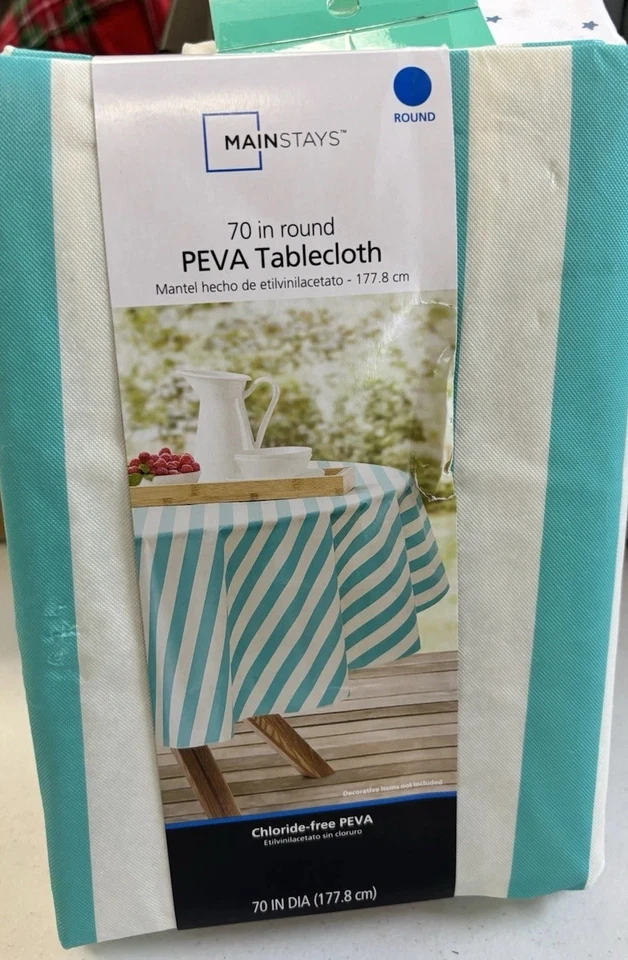 ROUND
MAINSTAYS™
70 in round
PEVA Tablecloth
Mantel hecho de etilvinilacetato - 177.8 cm
Decorative items not included
Chloride-free PEVA
Etilvinilacetato sin cloruro
70 IN DIA (177.8 cm)